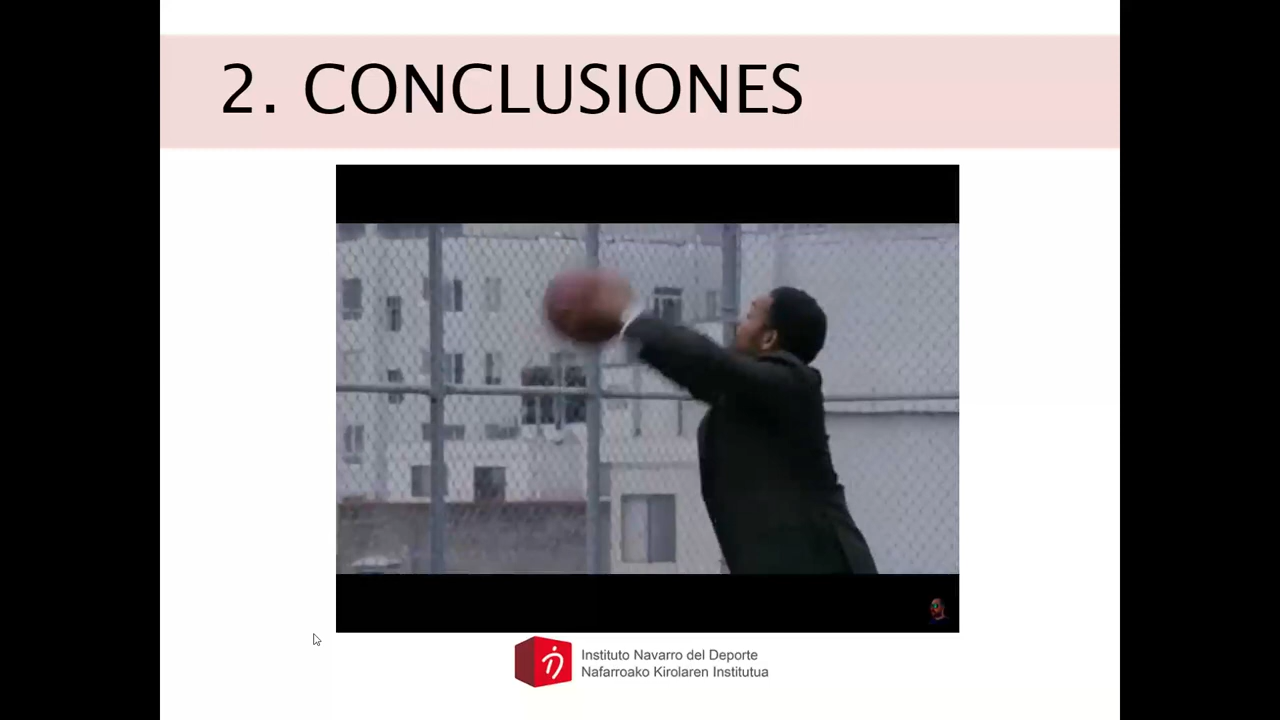 2. CONCLUSIONES
Instituto Navarro del Deporte
Nafarroako Kirolaren Institutua